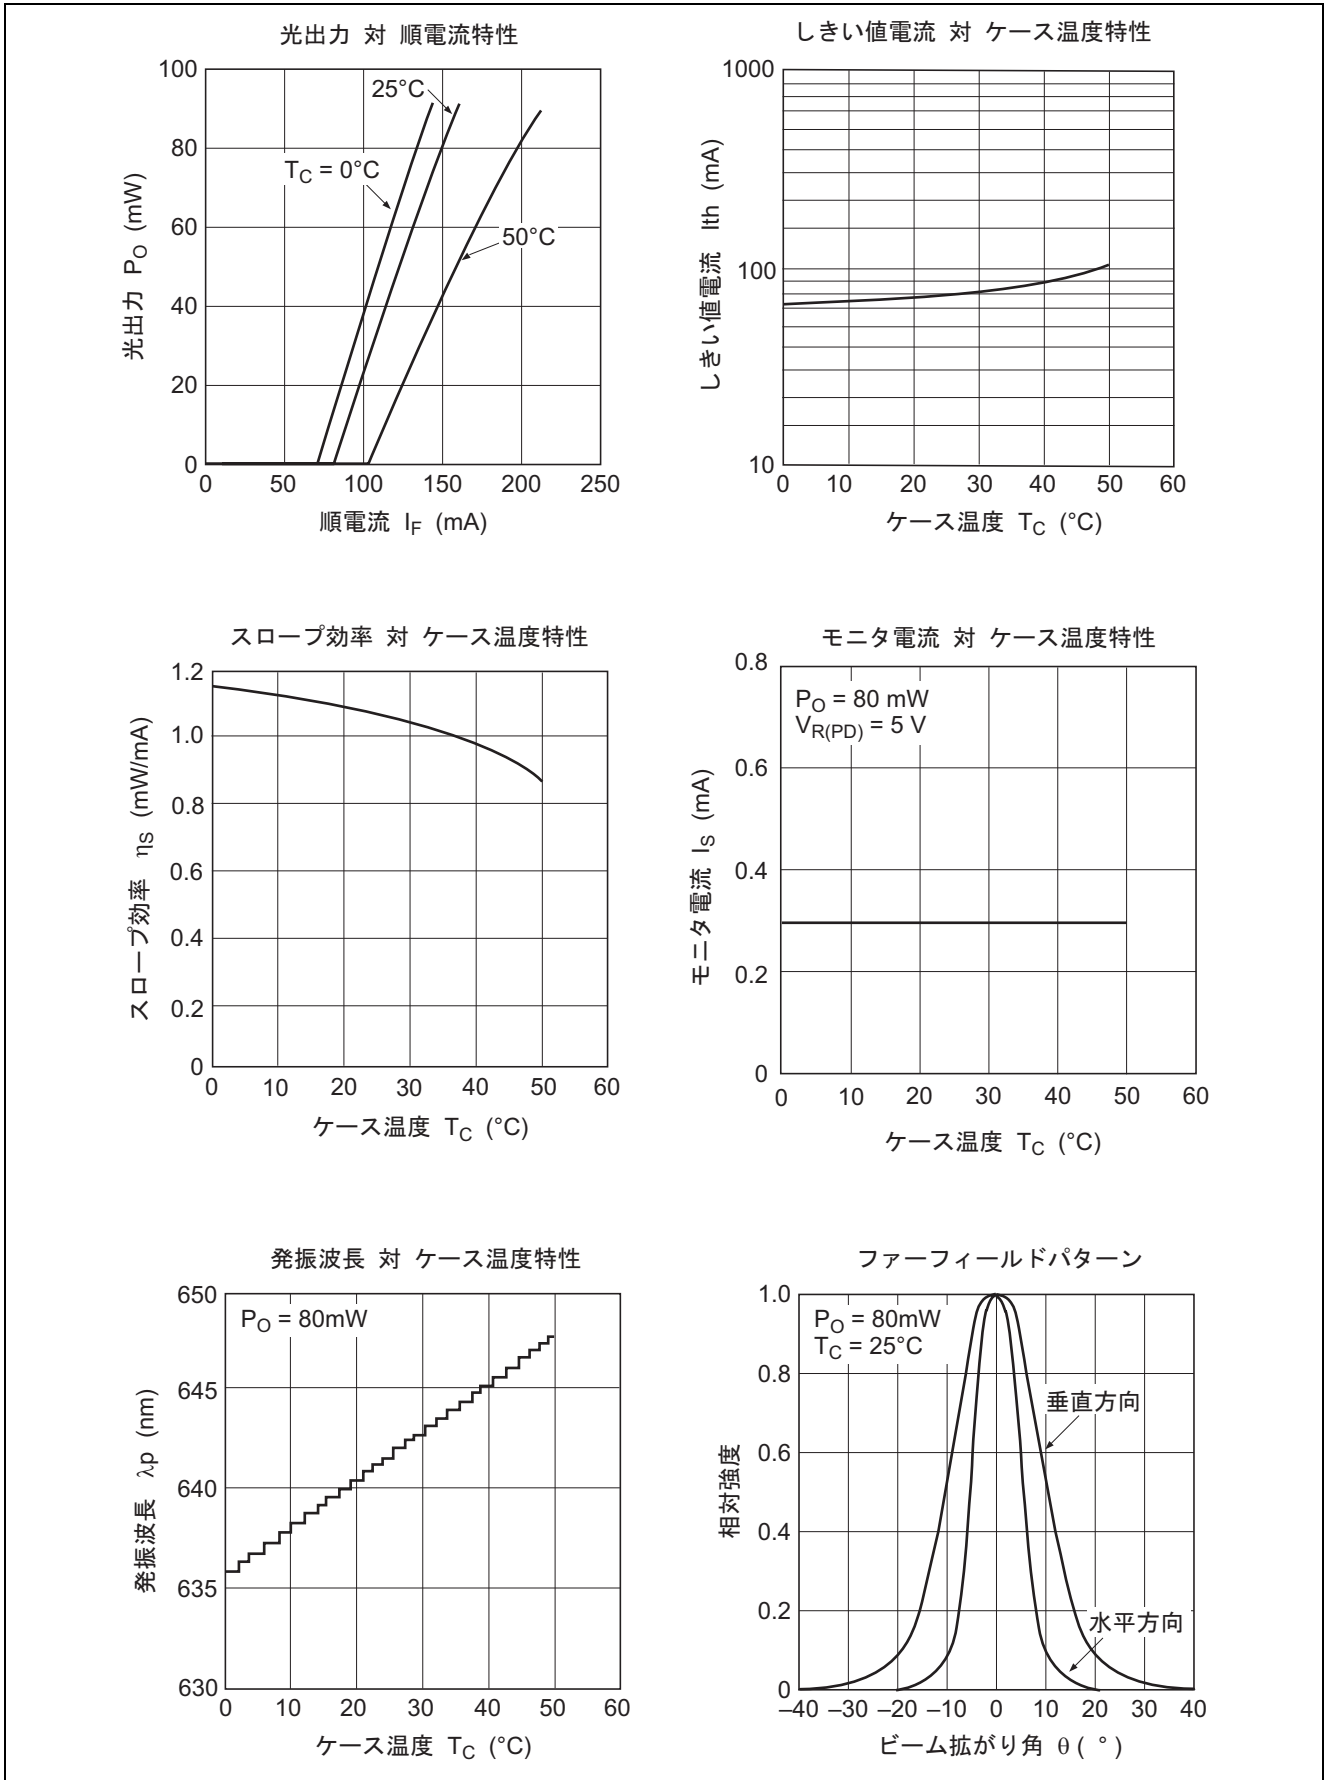 光出力 対 順電流特性
100
80
60
40
20
0
0 50 100 150 200 250
光出力 PO (mW)
順電流 IF (mA)
25°C
TC = 0°C
50°C
しきい値電流 対 ケース温度特性
1000
100
10
0 10 20 30 40 50 60
しきい値電流 Ith (mA)
ケース温度 TC (°C)
スロープ効率 対 ケース温度特性
1.2
1.0
0.8
0.6
0.4
0.2
0
0 10 20 30 40 50 60
スロープ効率 ηS (mW/mA)
ケース温度 TC (°C)
モニタ電流 対 ケース温度特性
0.8
0.6
0.4
0.2
0
0 10 20 30 40 50 60
モニタ電流 IS (mA)
ケース温度 TC (°C)
PO = 80 mW
VR(PD) = 5 V
発振波長 対 ケース温度特性
650
645
640
635
630
0 10 20 30 40 50 60
発振波長 λp (nm)
ケース温度 TC (°C)
PO = 80mW
ファーフィールドパターン
1.0
0.8
0.6
0.4
0.2
0
–40 –30 –20 –10 0 10 20 30 40
相対強度
ビーム拡がり角 θ ( ° )
PO = 80mW
TC = 25°C
垂直方向
水平方向